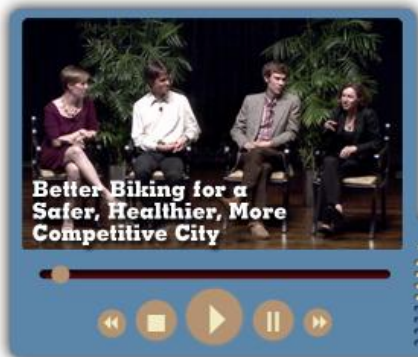 Better Biking for a
Safer, Healthier, More
Competitive City